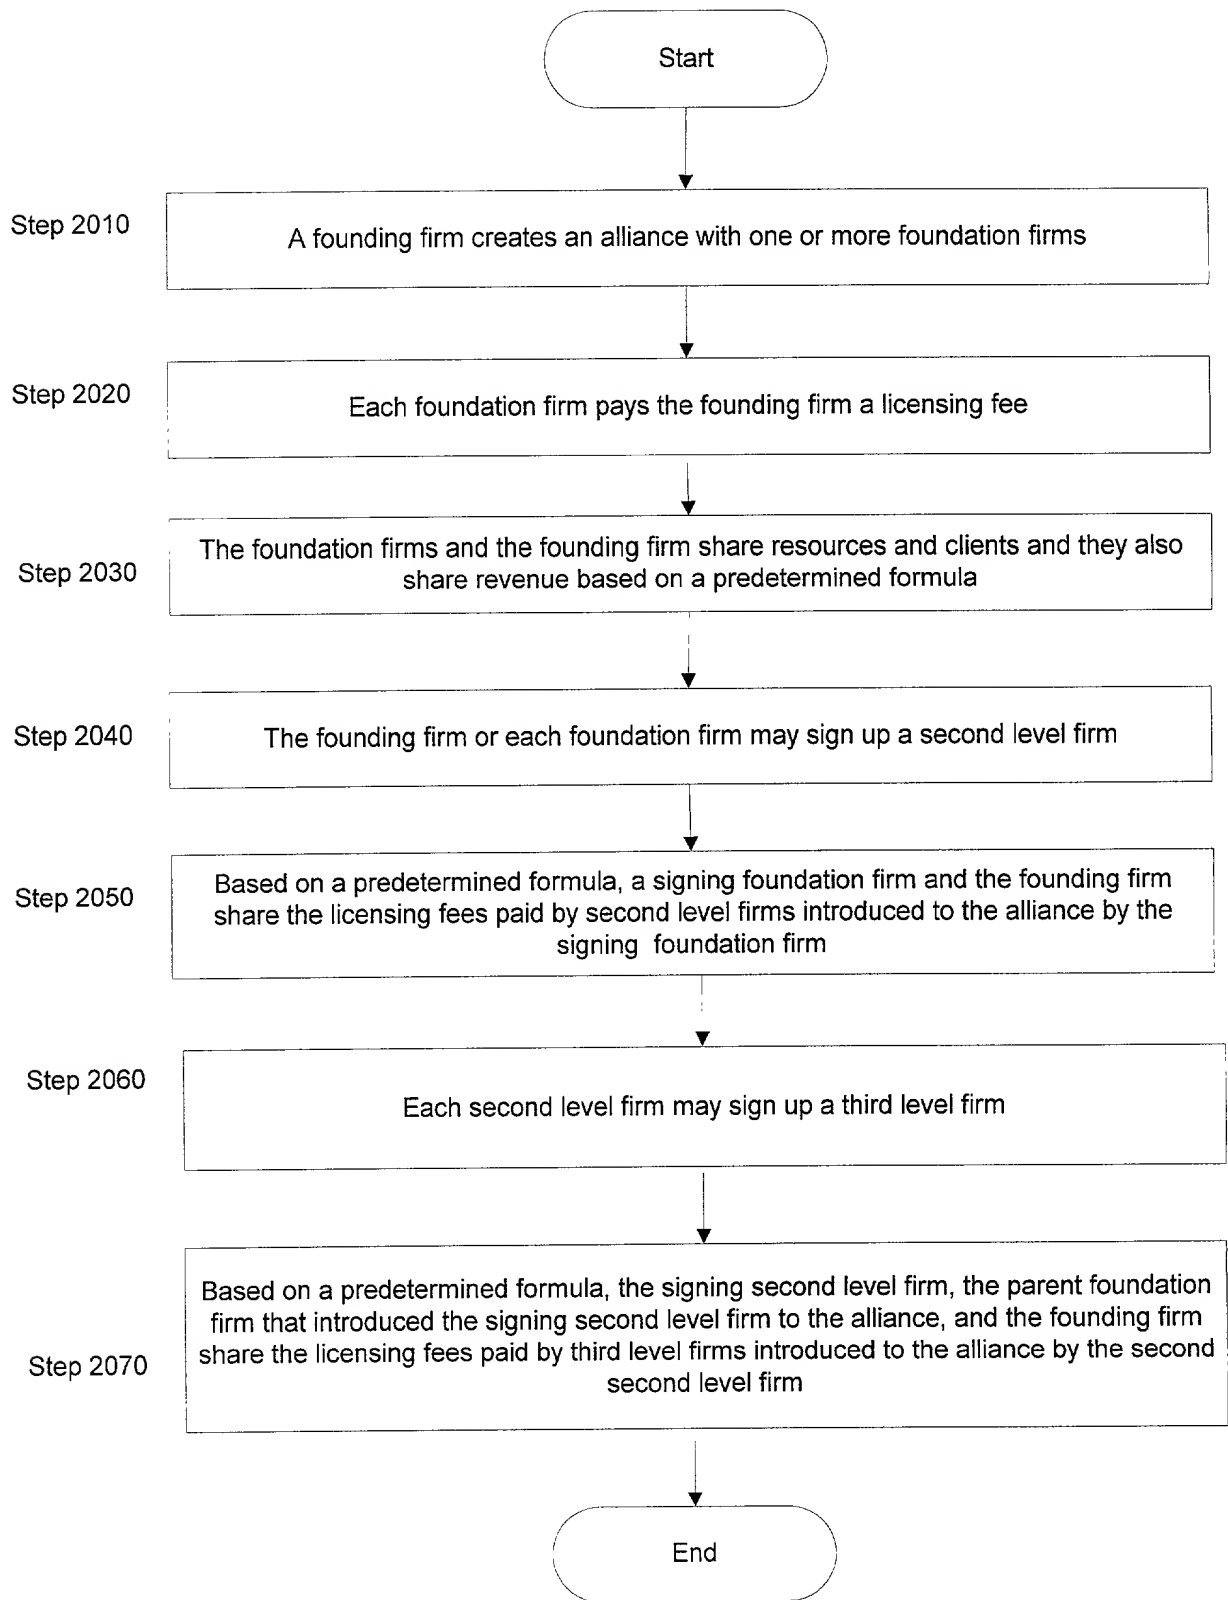 Start
Step 2010
A founding firm creates an alliance with one or more foundation firms
Step 2020
Each foundation firm pays the founding firm a licensing fee
Step 2030
The foundation firms and the founding firm share resources and clients and they also
share revenue based on a predetermined formula
Step 2040
The founding firm or each foundation firm may sign up a second level firm
Step 2050
Based on a predetermined formula, a signing foundation firm and the founding firm
share the licensing fees paid by second level firms introduced to the alliance by the
signing foundation firm
Step 2060
Each second level firm may sign up a third level firm
Step 2070
Based on a predetermined formula, the signing second level firm, the parent foundation
firm that introduced the signing second level firm to the alliance, and the founding firm
share the licensing fees paid by third level firms introduced to the alliance by the second
second level firm
End